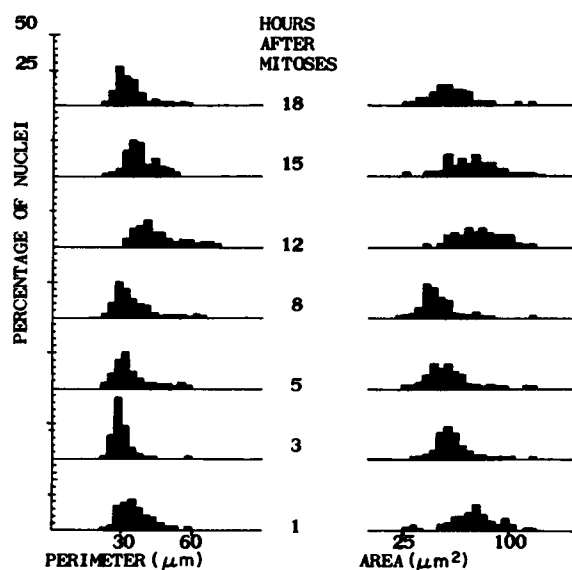 50
25
PERCENTAGE OF NUCLEI
HOURS
AFTER
MITOSES
18
15
12
8
5
3
1
30 60
PERIMETER (μm)
25 100
AREA (μm²)